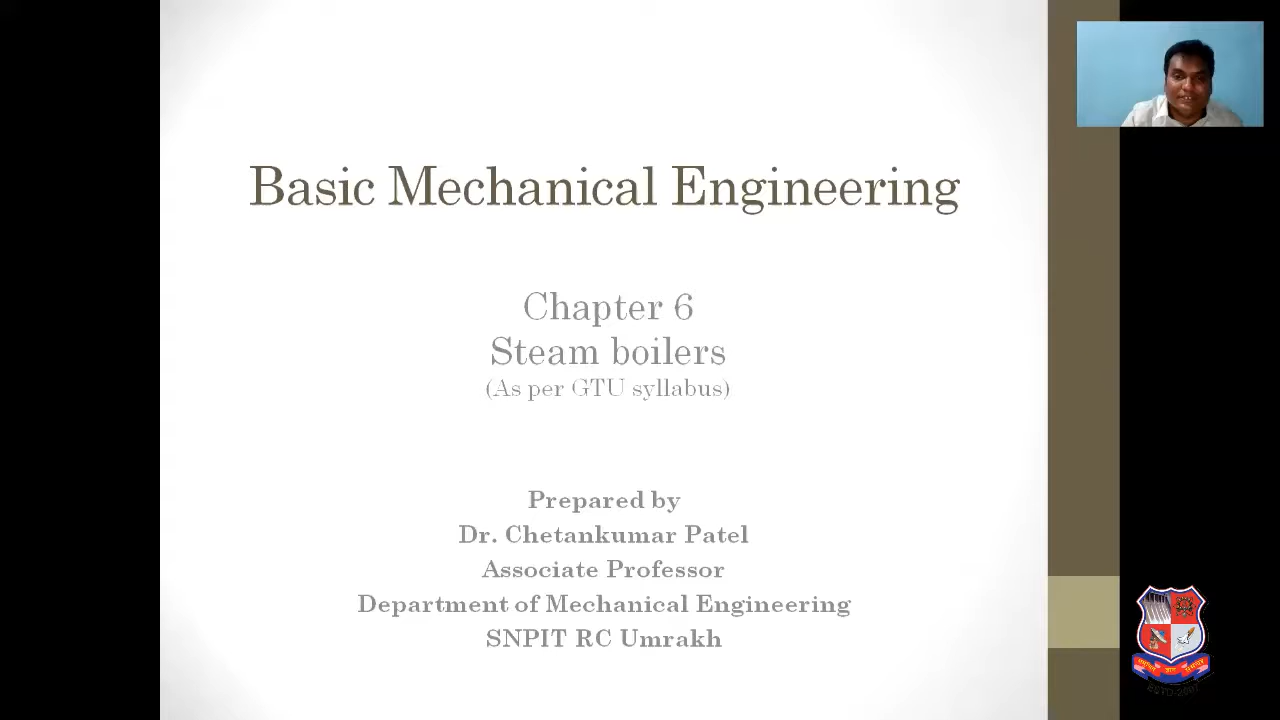 Basic Mechanical Engineering
Chapter 6
Steam boilers
(As per GTU syllabus)
Prepared by
Dr. Chetankumar Patel
Associate Professor
Department of Mechanical Engineering
SNPIT RC Umrakh